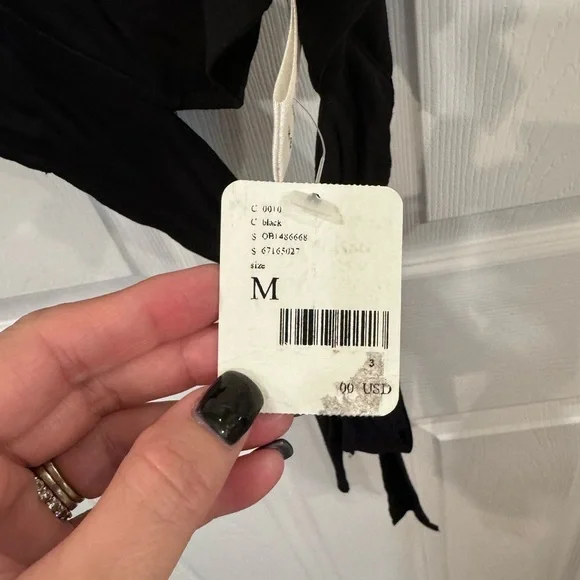 C 0010
C black
S OB1486668
S 67165027
size
M
3
00 USD